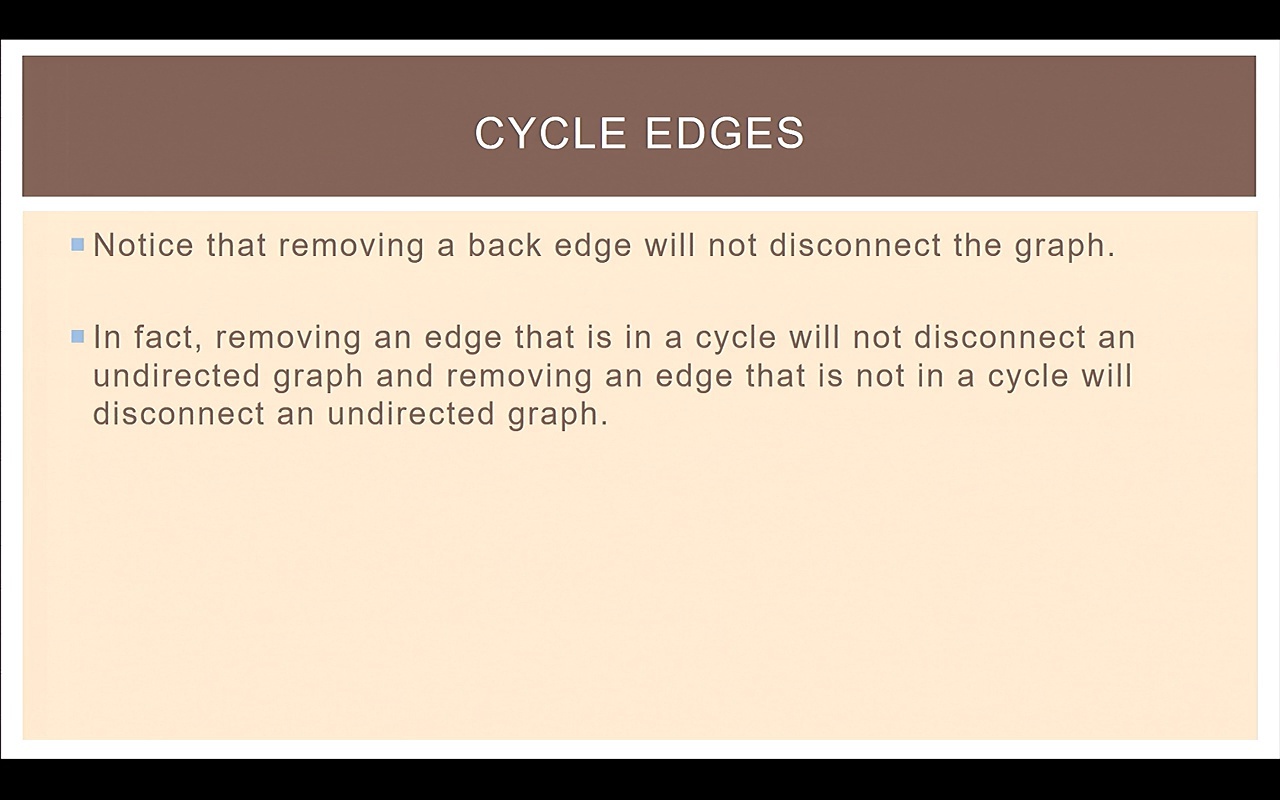 CYCLE EDGES
Notice that removing a back edge will not disconnect the graph.
In fact, removing an edge that is in a cycle will not disconnect an
undirected graph and removing an edge that is not in a cycle will
disconnect an undirected graph.